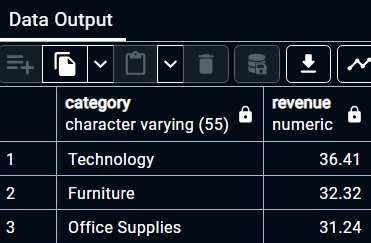 Data Output
category revenue
character varying (55) numeric
1 Technology 36.41
2 Furniture 32.32
3 Office Supplies 31.24